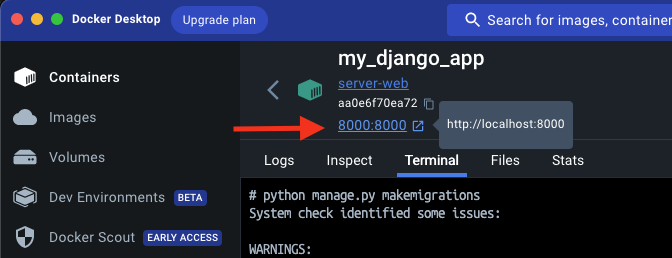 Docker Desktop
Upgrade plan
Search for images, container
Containers
Images
Volumes
Dev Environments BETA
Docker Scout EARLY ACCESS
my_django_app
server-web
aa0e6f70ea72
8000:8000
http://localhost:8000
Logs Inspect Terminal Files Stats
# python manage.py makemigrations
System check identified some issues:
WARNINGS: